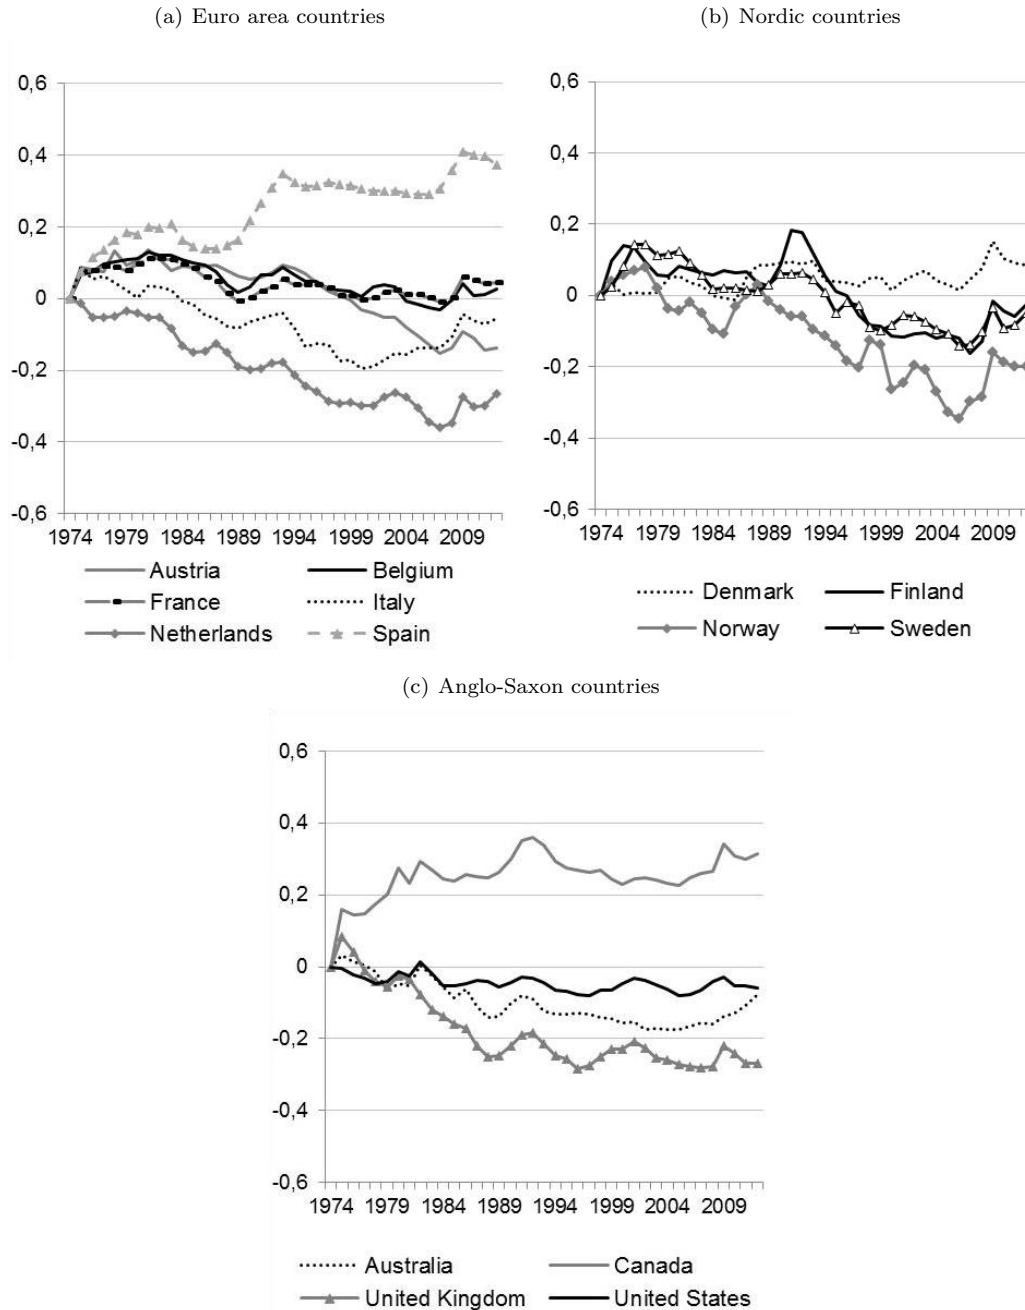 (a) Euro area countries
0,6
0,4
0,2
0
-0,2
-0,4
-0,6
1974 1979 1984 1989 1994 1999 2004 2009
Austria Belgium
France Italy
Netherlands Spain
(b) Nordic countries
0,6
0,4
0,2
0
-0,2
-0,4
-0,6
1974 1979 1984 1989 1994 1999 2004 2009
Denmark Finland
Norway Sweden
(c) Anglo-Saxon countries
0,6
0,4
0,2
0
-0,2
-0,4
-0,6
1974 1979 1984 1989 1994 1999 2004 2009
Australia Canada
United Kingdom United States